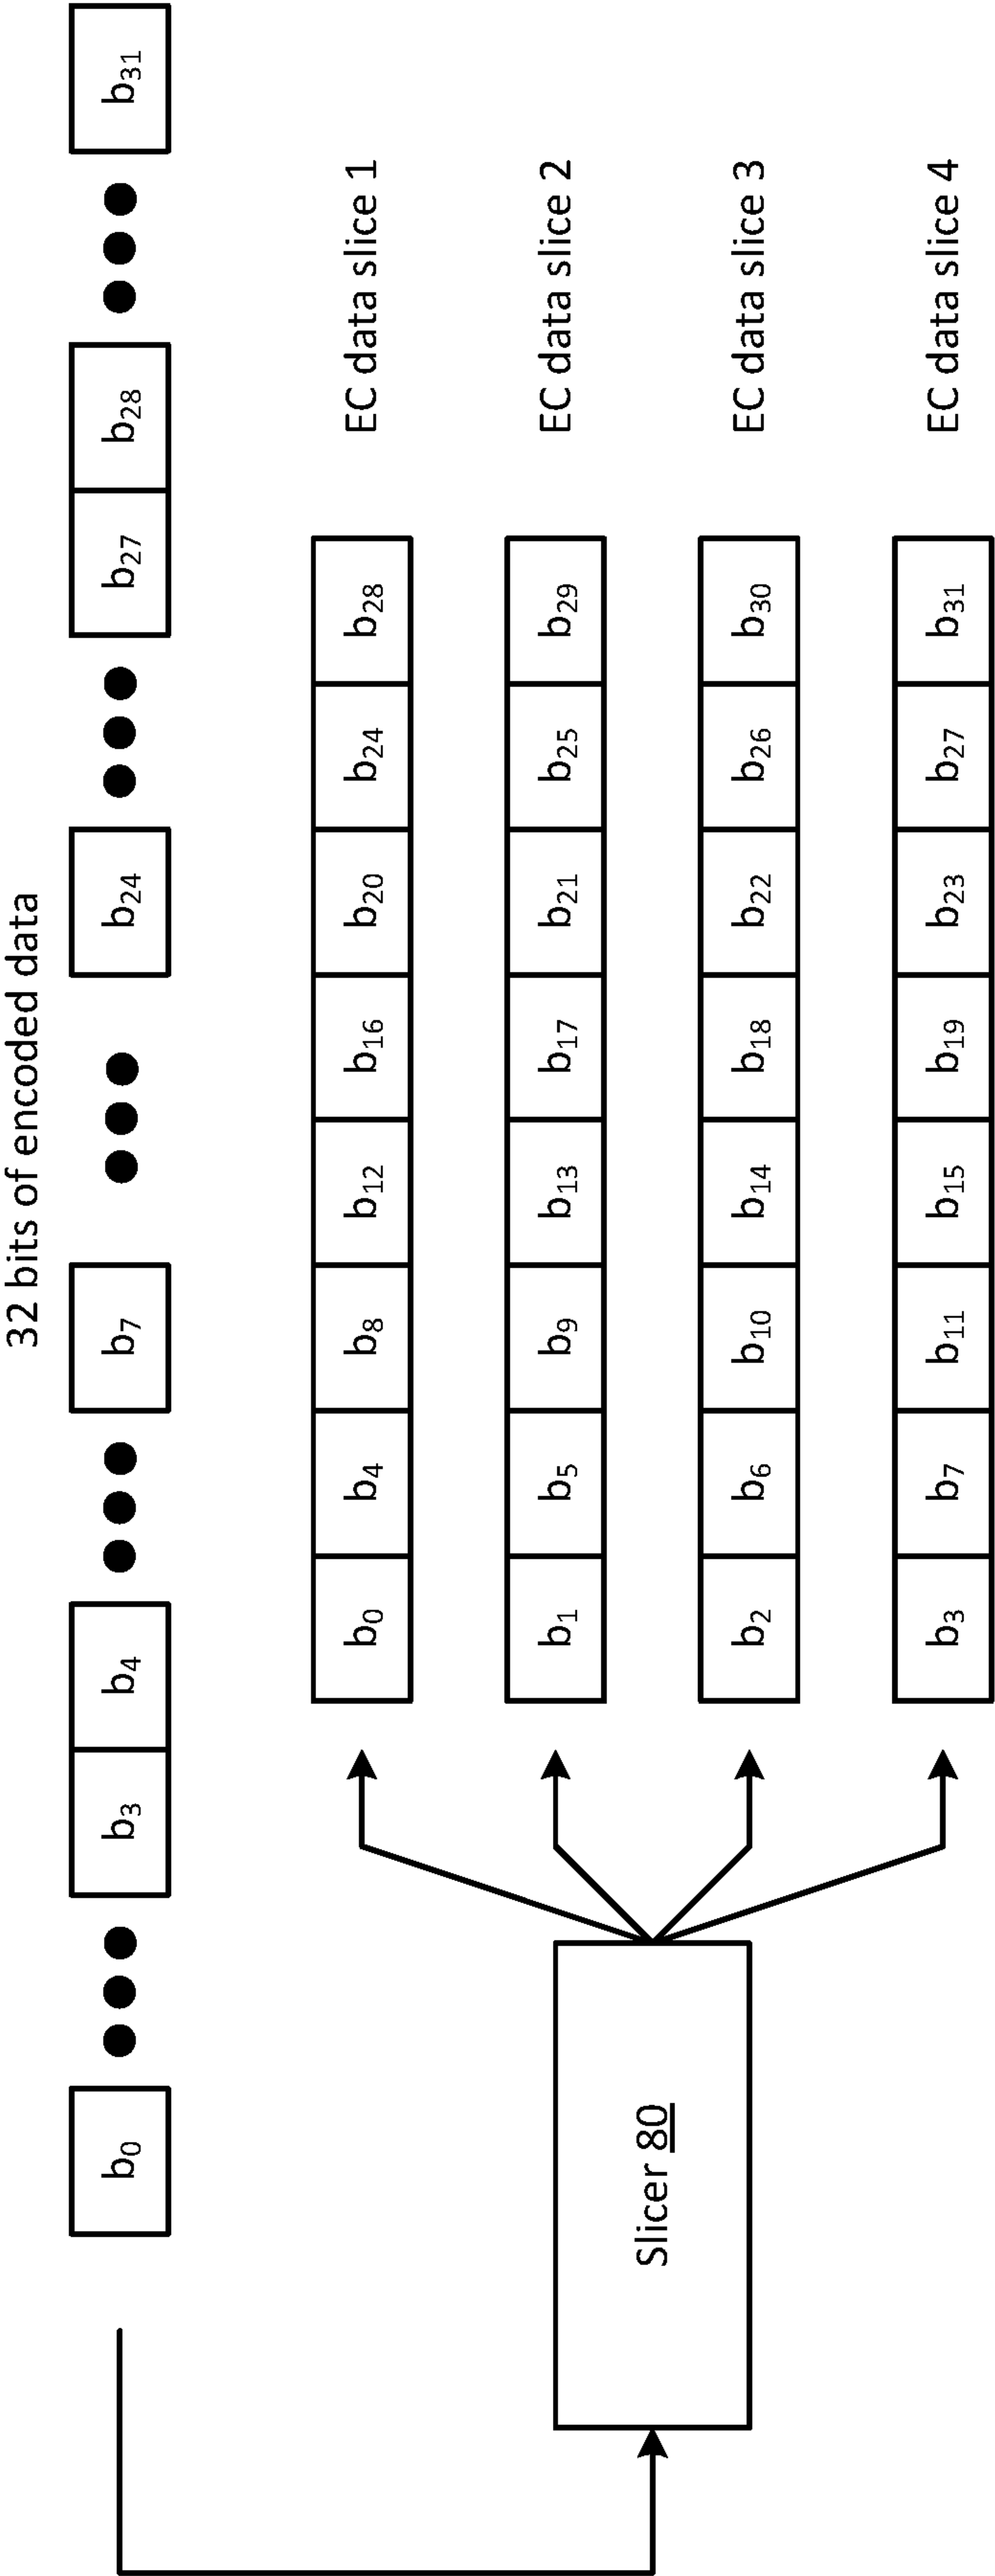 32 bits of encoded data
b0 b3 b4 b7 b24 b27 b28 b31
b0 b4 b8 b12 b16 b20 b24 b28 EC data slice 1
b1 b5 b9 b13 b17 b21 b25 b29 EC data slice 2
Slicer 80
b2 b6 b10 b14 b18 b22 b26 b30 EC data slice 3
b3 b7 b11 b15 b19 b23 b27 b31 EC data slice 4